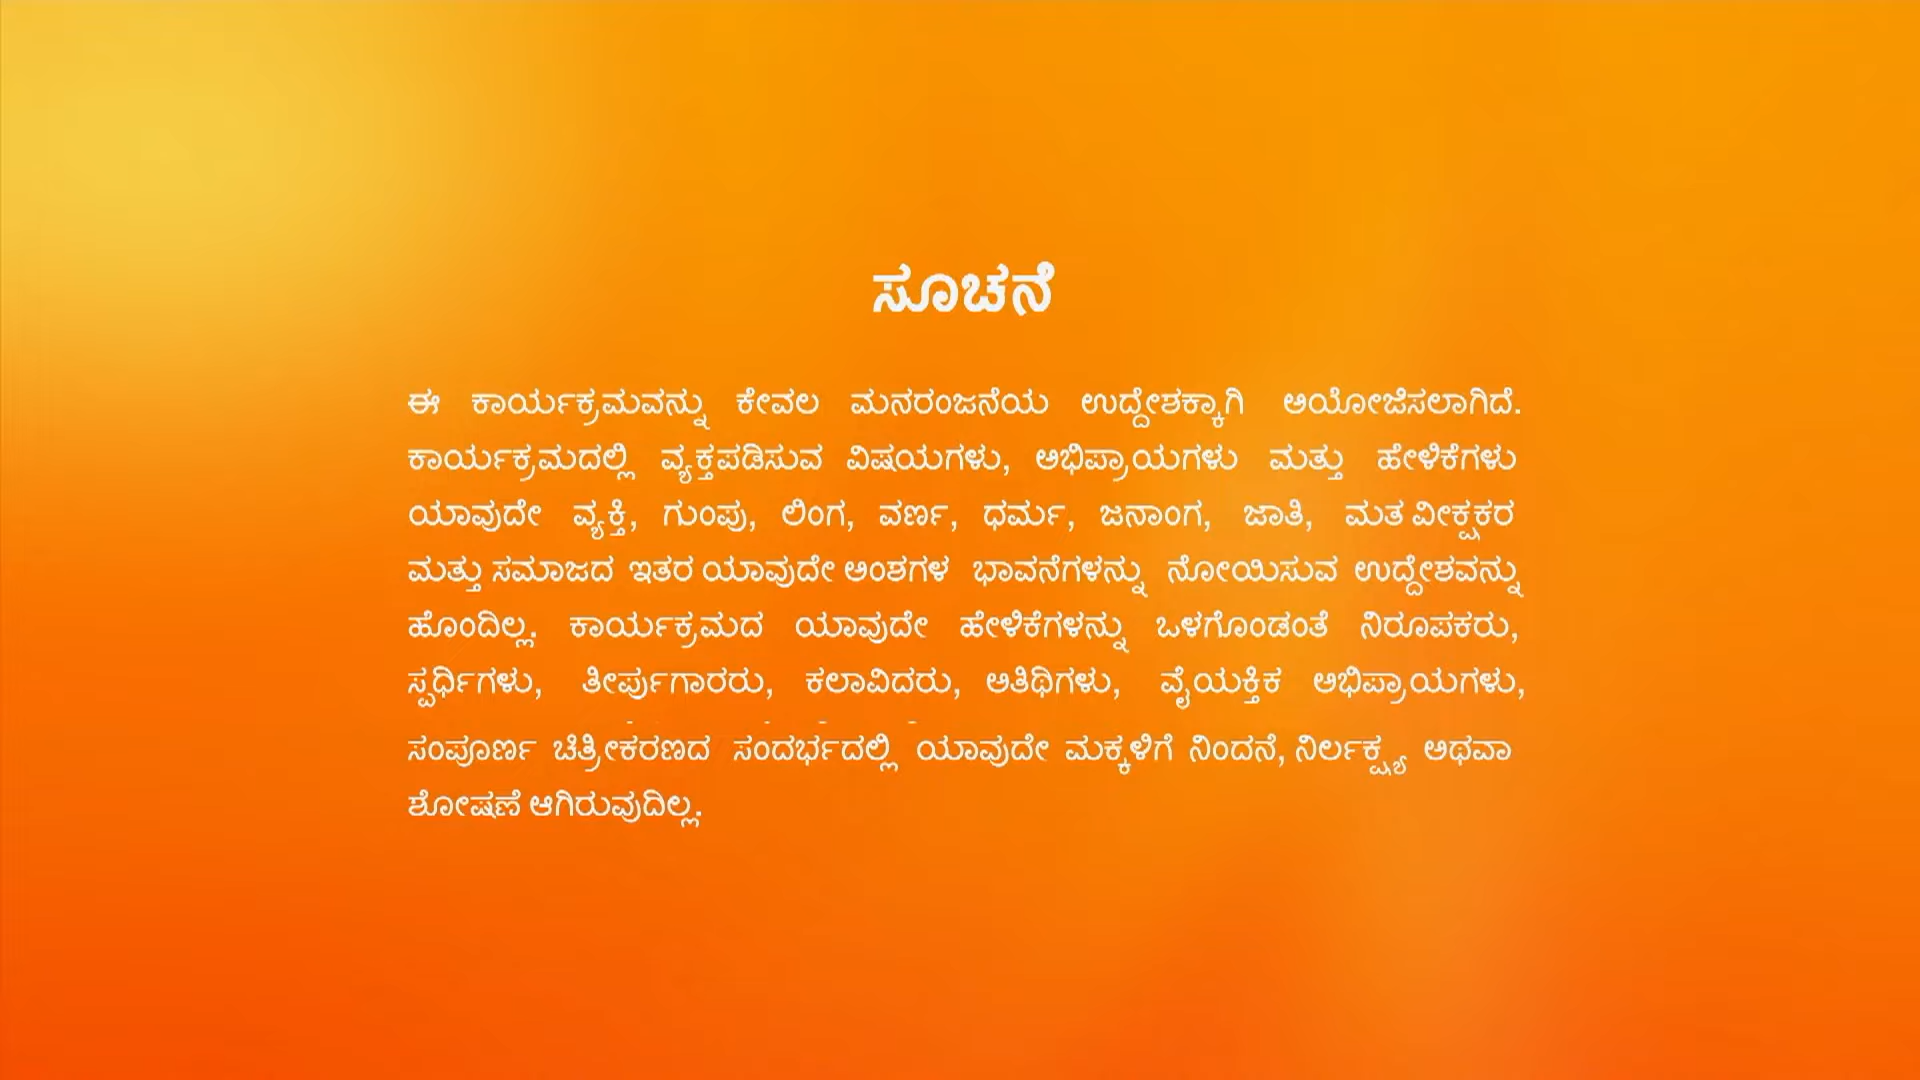 ಸೂಚನೆ
ಈ ಕಾರ್ಯಕ್ರಮವನ್ನು ಕೇವಲ ಮನರಂಜನೆಯ ಉದ್ದೇಶಕ್ಕಾಗಿ ಆಯೋಜಿಸಲಾಗಿದೆ.
ಕಾರ್ಯಕ್ರಮದಲ್ಲಿ ವ್ಯಕ್ತಪಡಿಸುವ ವಿಷಯಗಳು, ಅಭಿಪ್ರಾಯಗಳು ಮತ್ತು ಹೇಳಿಕೆಗಳು
ಯಾವುದೇ ವ್ಯಕ್ತಿ, ಗುಂಪು, ಲಿಂಗ, ವರ್ಣ, ಧರ್ಮ, ಜನಾಂಗ, ಜಾತಿ, ಮತ ವೀಕ್ಷಕರ
ಮತ್ತು ಸಮಾಜದ ಇತರ ಯಾವುದೇ ಅಂಶಗಳ ಭಾವನೆಗಳನ್ನು ನೋಯಿಸುವ ಉದ್ದೇಶವನ್ನು
ಹೊಂದಿಲ್ಲ. ಕಾರ್ಯಕ್ರಮದ ಯಾವುದೇ ಹೇಳಿಕೆಗಳನ್ನು ಒಳಗೊಂಡಂತೆ ನಿರೂಪಕರು,
ಸ್ಪರ್ಧಿಗಳು, ತೀರ್ಪುಗಾರರು, ಕಲಾವಿದರು, ಅತಿಥಿಗಳು, ವೈಯಕ್ತಿಕ ಅಭಿಪ್ರಾಯಗಳು,
ಸಂಪೂರ್ಣ ಚಿತ್ರೀಕರಣದ ಸಂದರ್ಭದಲ್ಲಿ ಯಾವುದೇ ಮಕ್ಕಳಿಗೆ ನಿಂದನೆ, ನಿರ್ಲಕ್ಷ್ಯ ಅಥವಾ
ಶೋಷಣೆ ಆಗಿರುವುದಿಲ್ಲ.